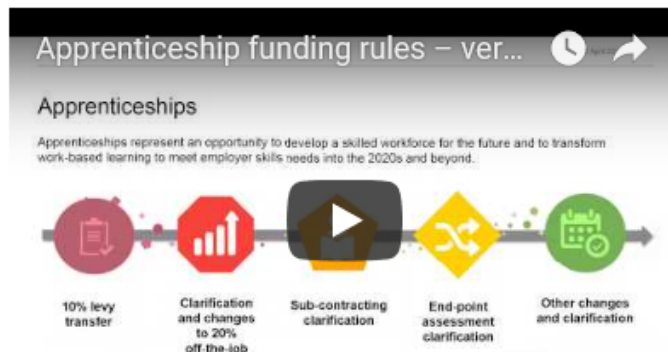 Apprenticeship funding rules – ver...
Apprenticeships
Apprenticeships represent an opportunity to develop a skilled workforce for the future and to transform
work-based learning to meet employer skills needs into the 2020s and beyond.
10% levy
transfer
Clarification
and changes
to 20%
off-the-job
Sub-contracting
clarification
End-point
assessment
clarification
Other changes
and clarification